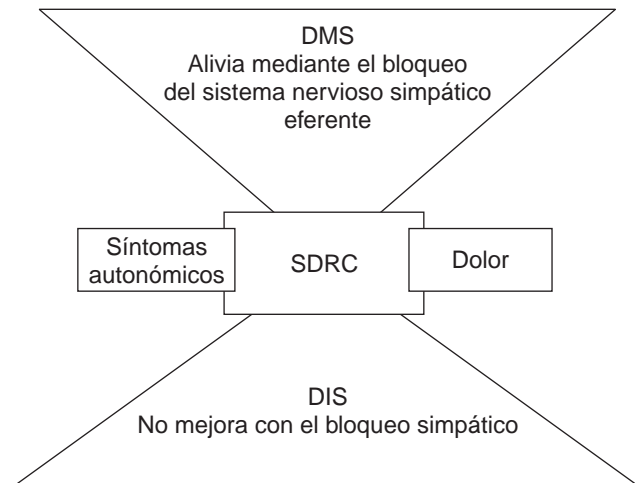 DMS
Alivia mediante el bloqueo
del sistema nervioso simpático
eferente
Síntomas
autonómicos
SDRC
Dolor
DIS
No mejora con el bloqueo simpático